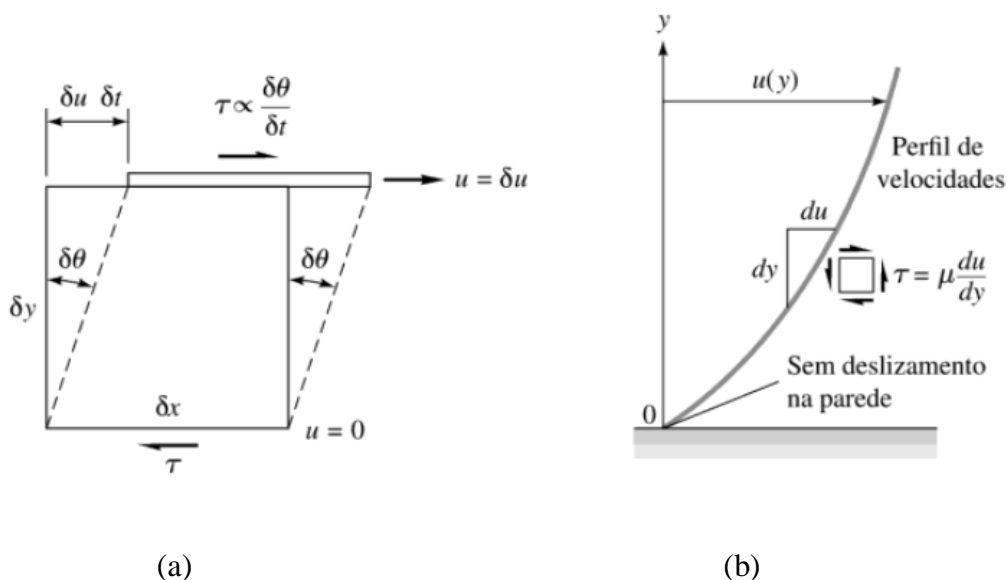 δu δt
τ ∝ δθ/δt
u = δu
δθ
δθ
δy
δx
u = 0
τ
(a)
y
u(y)
Perfil de
velocidades
du
dy
τ = μ du/dy
Sem deslizamento
na parede
0
(b)